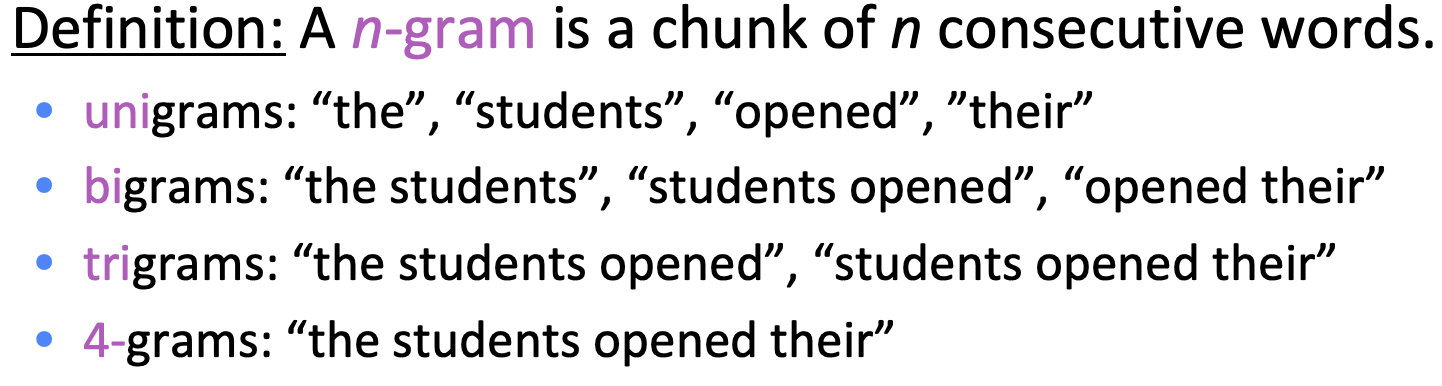 Definition: A n-gram is a chunk of n consecutive words.
• unigrams: “the”, “students”, “opened”, ”their”
• bigrams: “the students”, “students opened”, “opened their”
• trigrams: “the students opened”, “students opened their”
• 4-grams: “the students opened their”